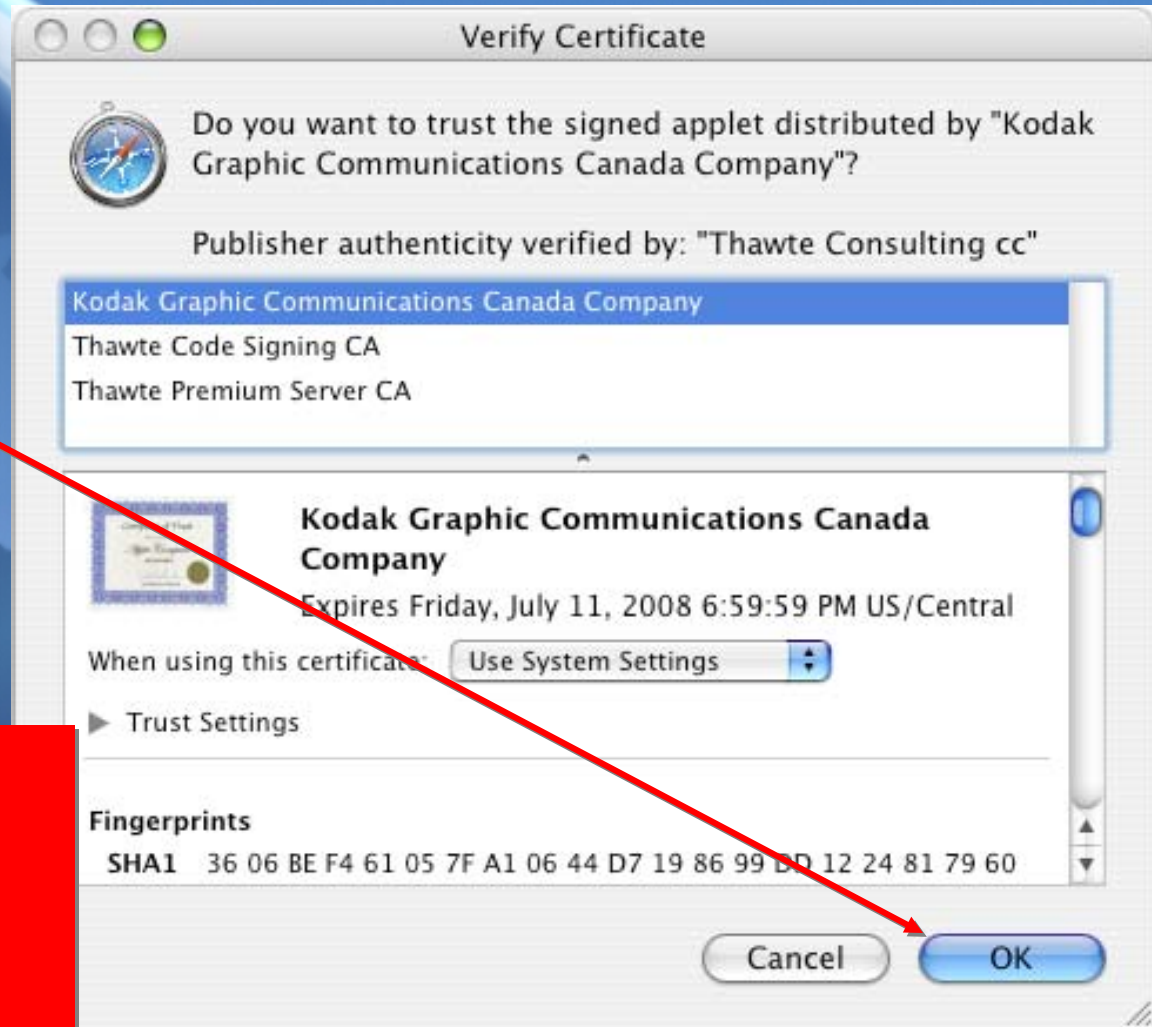 Verify Certificate
Do you want to trust the signed applet distributed by "Kodak
Graphic Communications Canada Company"?
Publisher authenticity verified by: "Thawte Consulting cc"
Kodak Graphic Communications Canada Company
Thawte Code Signing CA
Thawte Premium Server CA
Kodak Graphic Communications Canada
Company
Expires Friday, July 11, 2008 6:59:59 PM US/Central
When using this certificate: Use System Settings
Trust Settings
Fingerprints
SHA1 36 06 BE F4 61 05 7F A1 06 44 D7 19 86 99 DD 12 24 81 79 60
Cancel OK